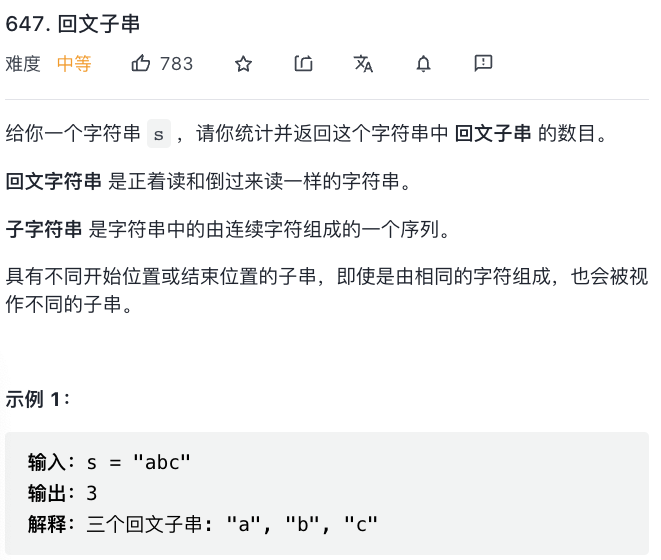 647. 回文子串
难度 中等 783
给你一个字符串 s ，请你统计并返回这个字符串中 回文子串 的数目。
回文字符串 是正着读和倒过来读一样的字符串。
子字符串 是字符串中的由连续字符组成的一个序列。
具有不同开始位置或结束位置的子串，即使是由相同的字符组成，也会被视
作不同的子串。
示例 1：
输入：s = "abc"
输出：3
解释：三个回文子串: "a", "b", "c"